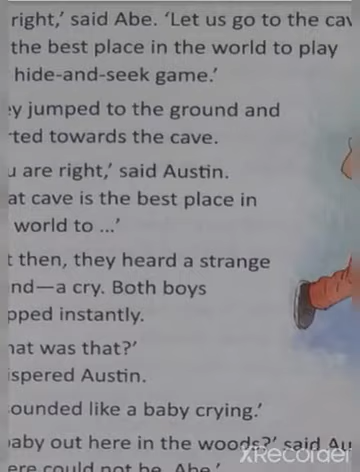 right,' said Abe. 'Let us go to the
the best place in the world to play
hide-and-seek game.'
jumped to the ground and
towards the cave.
are right,' said Austin.
cave is the best place in
world to ...'
then, they heard a strange
a cry. Both boys
instantly.
was that?'
Austin.
like a baby crying.'
out here in the woods?' said
could not be, Abe.'
XRecorder